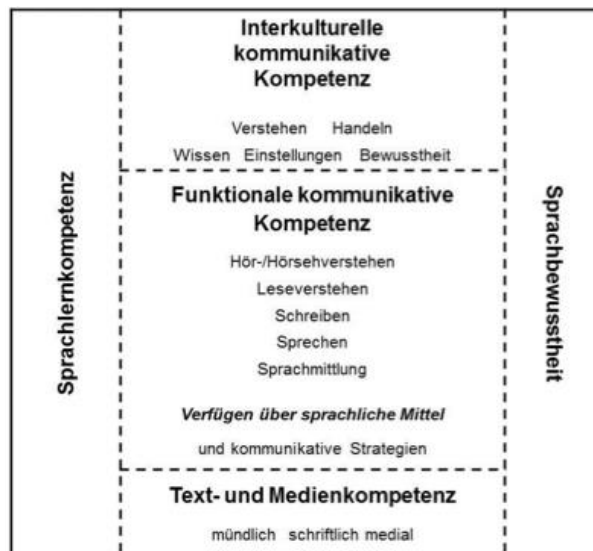 Sprachlernkompetenz
Interkulturelle
kommunikative
Kompetenz
Verstehen Handeln
Wissen Einstellungen Bewusstheit
Funktionale kommunikative
Kompetenz
Hör-/Hörsehverstehen
Leseverstehen
Schreiben
Sprechen
Sprachmittlung
Verfügen über sprachliche Mittel
und kommunikative Strategien
Text- und Medienkompetenz
mündlich schriftlich medial
Sprachbewusstheit